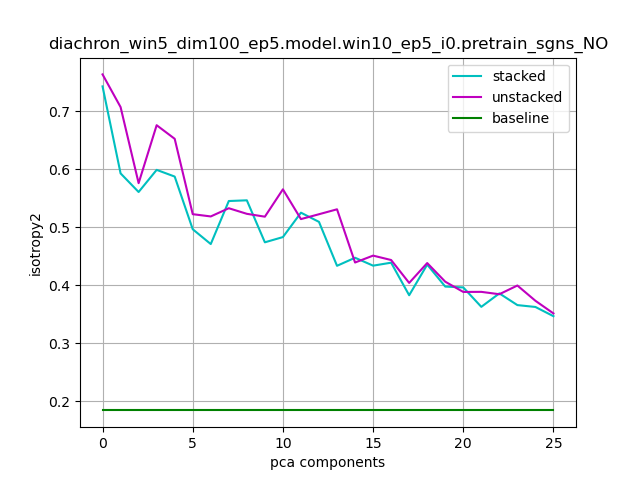 diachron_win5_dim100_ep5.model.win10_ep5_i0.pretrain_sgns_NO
stacked
unstacked
baseline
0.7
0.6
0.5
0.4
0.3
0.2
isotropy2
0 5 10 15 20 25
pca components